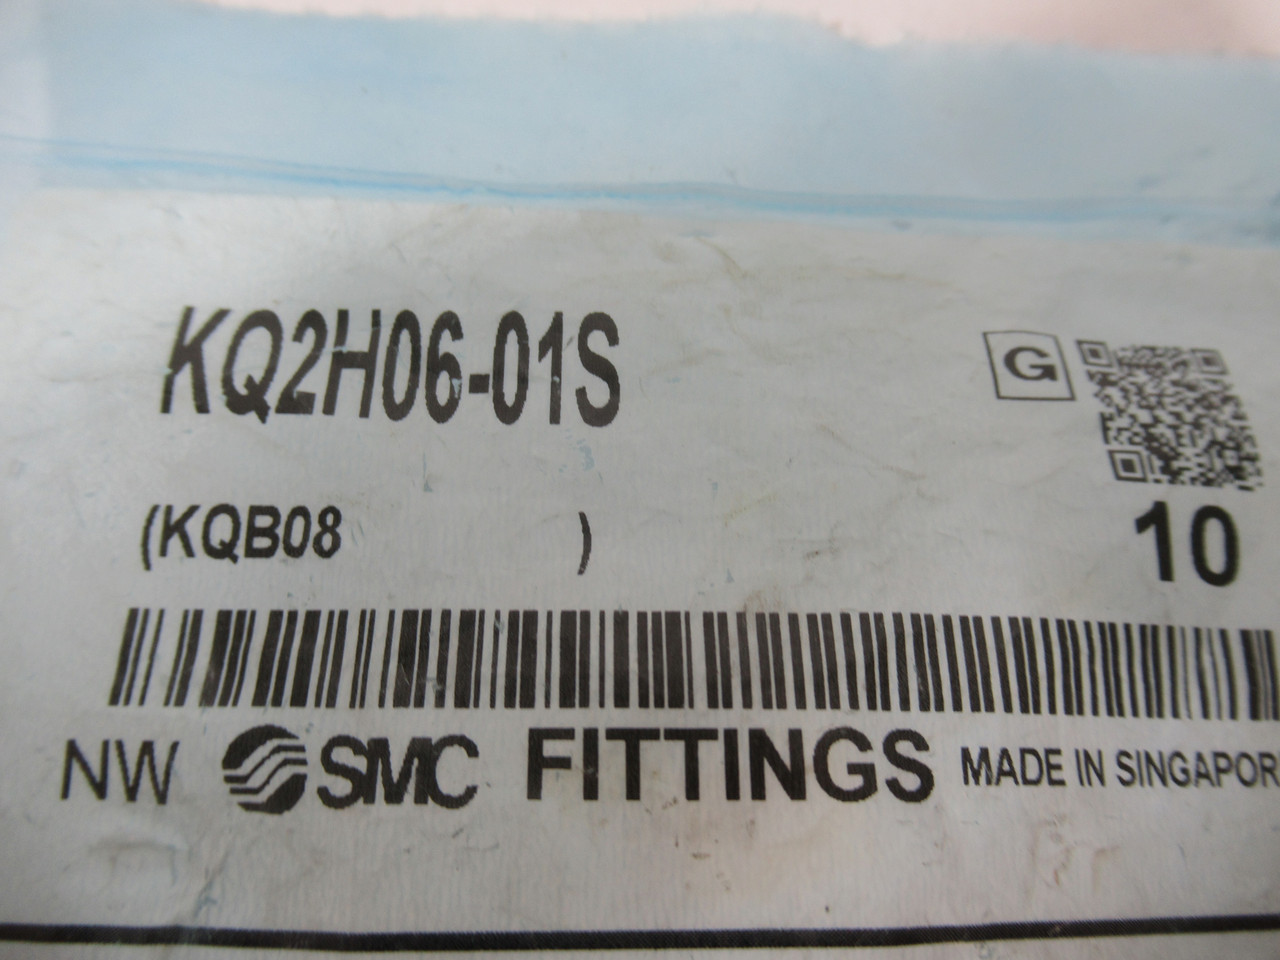 KQ2H06-01S
G
(KQB08 )
10
NW SMC FITTINGS MADE IN SINGAPOR